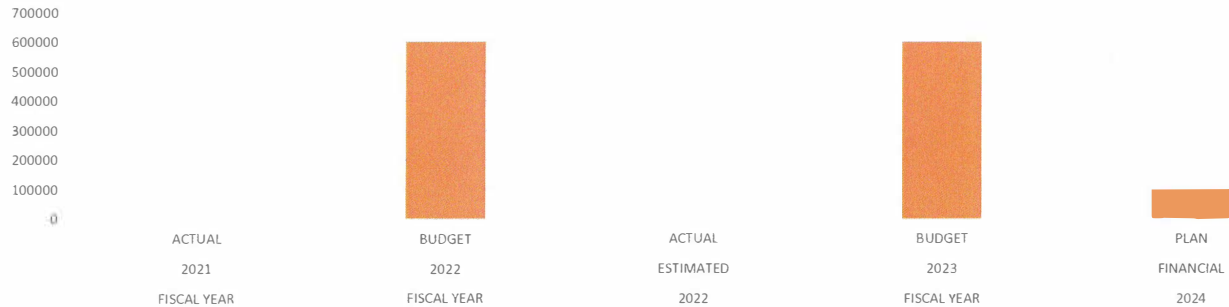 700000
600000
500000
400000
300000
200000
100000
0
ACTUAL BUDGET ACTUAL BUDGET PLAN
2021 2022 ESTIMATED 2023 FINANCIAL
FISCAL YEAR FISCAL YEAR 2022 FISCAL YEAR 2024